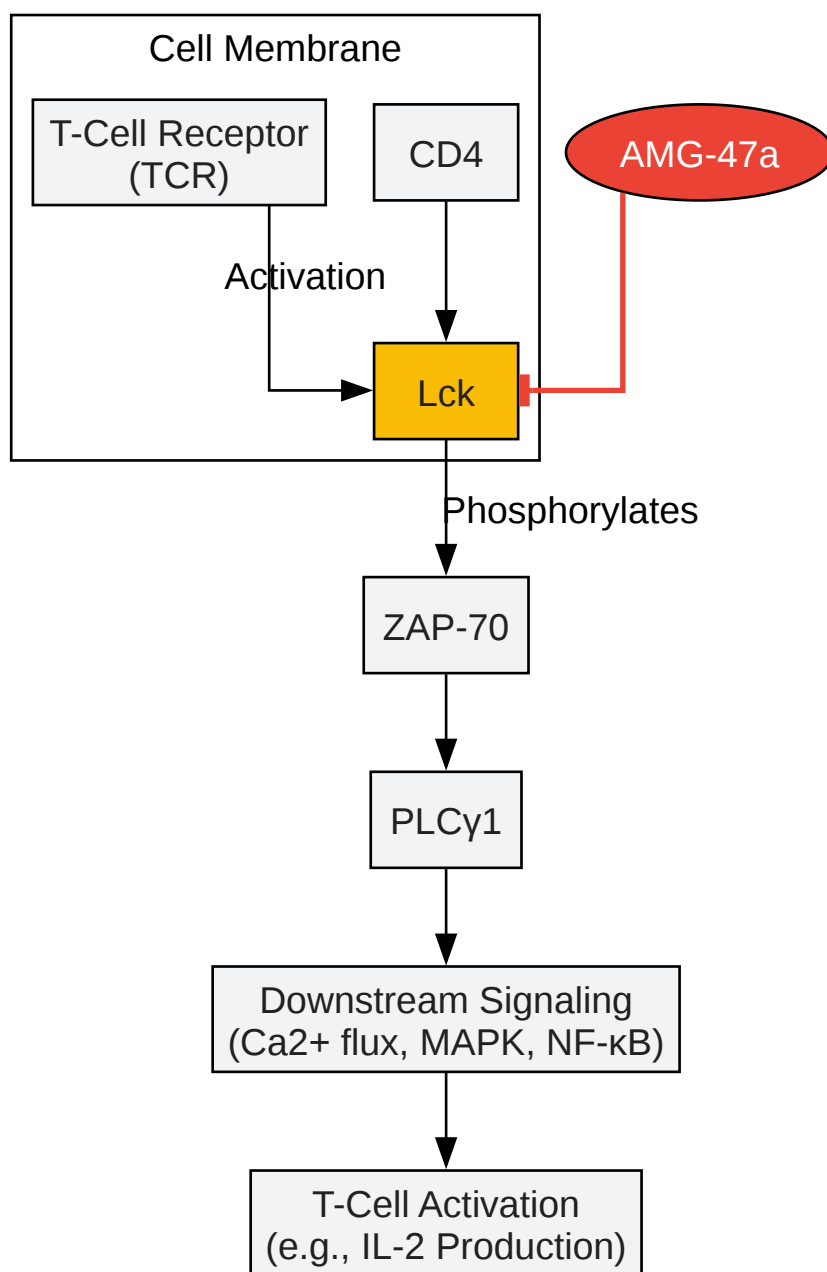 Cell Membrane
T-Cell Receptor
(TCR)
CD4
AMG-47a
Activation
Lck
Phosphorylates
ZAP-70
PLCγ1
Downstream Signaling
(Ca2+ flux, MAPK, NF-κB)
T-Cell Activation
(e.g., IL-2 Production)